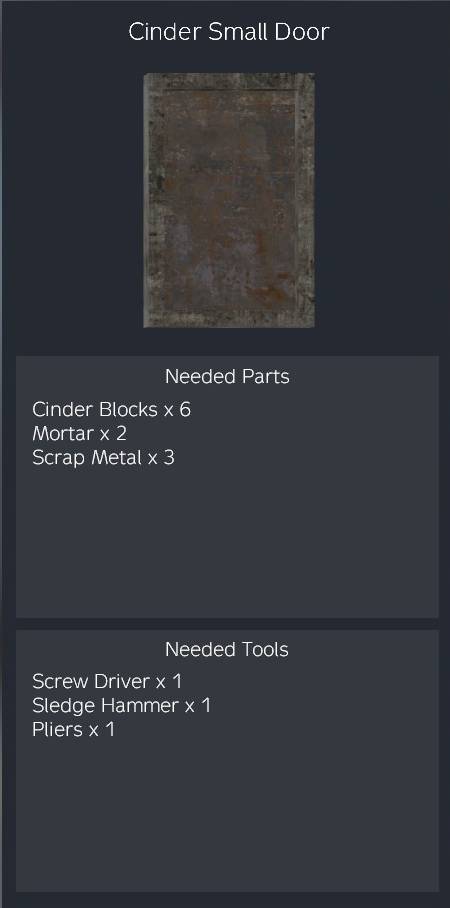 Cinder Small Door
Needed Parts
Cinder Blocks x 6
Mortar x 2
Scrap Metal x 3
Needed Tools
Screw Driver x 1
Sledge Hammer x 1
Pliers x 1